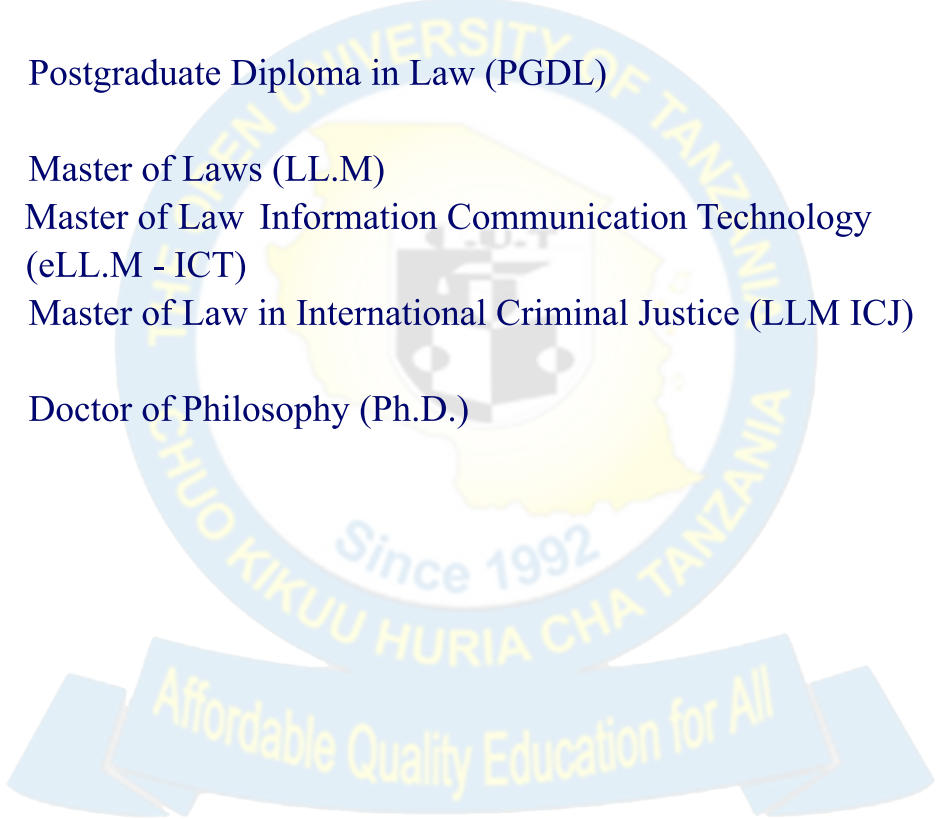 Postgraduate Diploma in Law (PGDL)
Master of Laws (LL.M)
Master of Law Information Communication Technology
(eLL.M - ICT)
Master of Law in International Criminal Justice (LLM ICJ)
Doctor of Philosophy (Ph.D.)
THE OPEN UNIVERSITY OF TANZANIA
CHUO KIKUU HURIA CHA TANZANIA
Since 1992
Affordable Quality Education for All